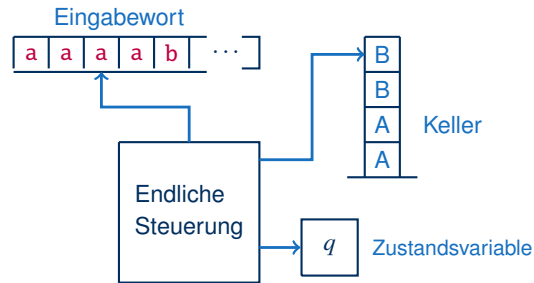 Eingabewort
a a a a b ...
B
B
A
A
Keller
Endliche
Steuerung
q
Zustandsvariable